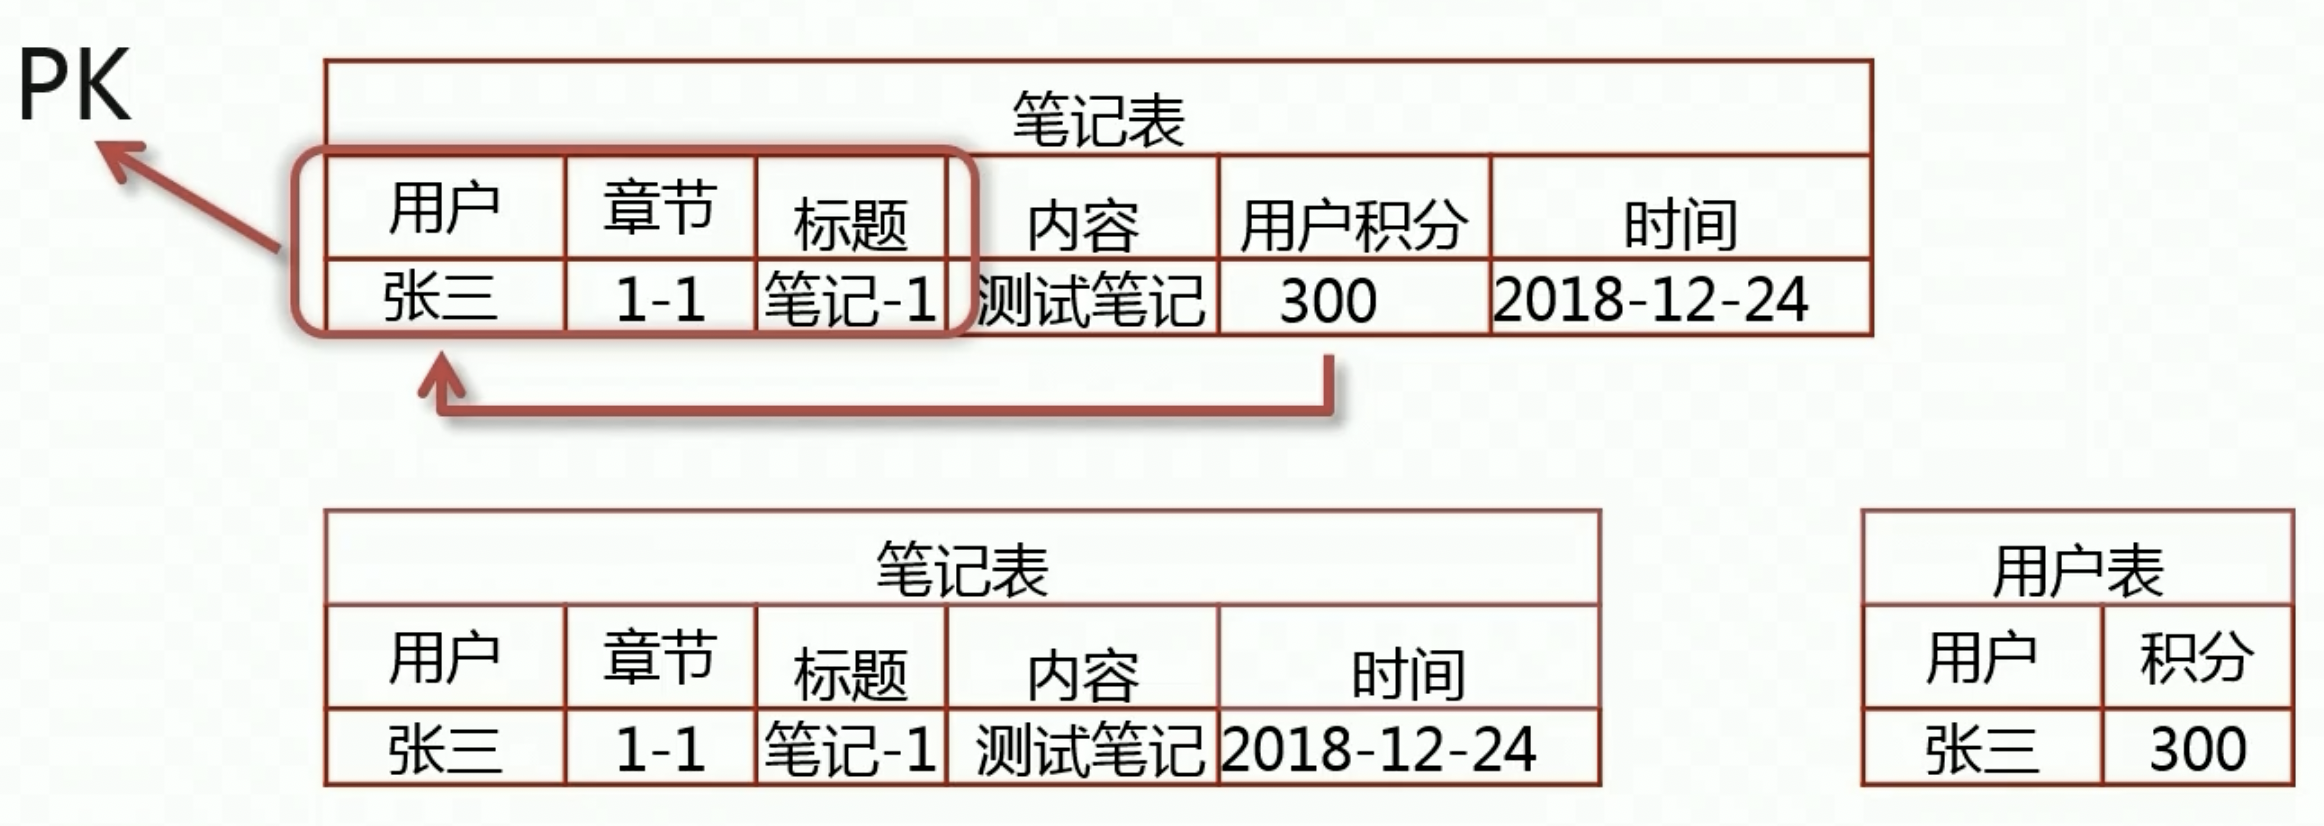 PK
笔记表
用户 章节 标题 内容 用户积分 时间
张三 1-1 笔记-1 测试笔记 300 2018-12-24
笔记表
用户 章节 标题 内容 时间
张三 1-1 笔记-1 测试笔记 2018-12-24
用户表
用户 积分
张三 300